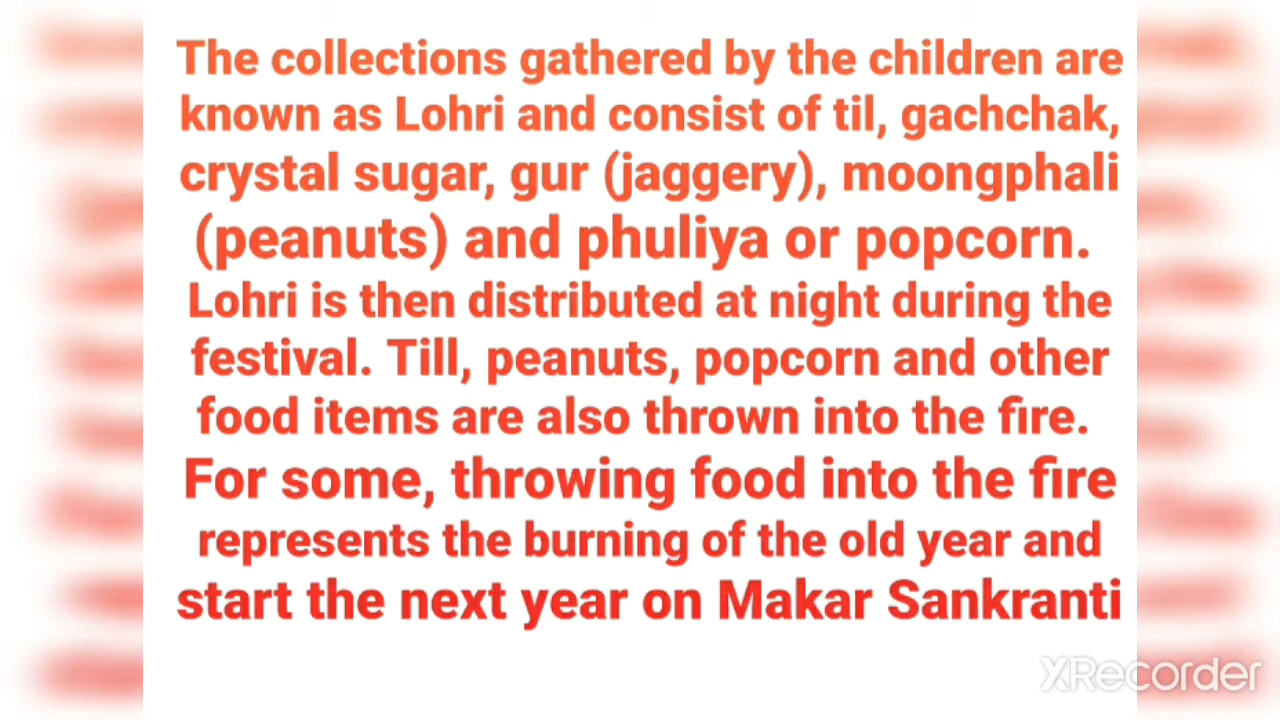 The collections gathered by the children are
known as Lohri and consist of til, gachchak,
crystal sugar, gur (jaggery), moongphali
(peanuts) and phuliya or popcorn.
Lohri is then distributed at night during the
festival. Till, peanuts, popcorn and other
food items are also thrown into the fire.
For some, throwing food into the fire
represents the burning of the old year and
start the next year on Makar Sankranti
XRecorder